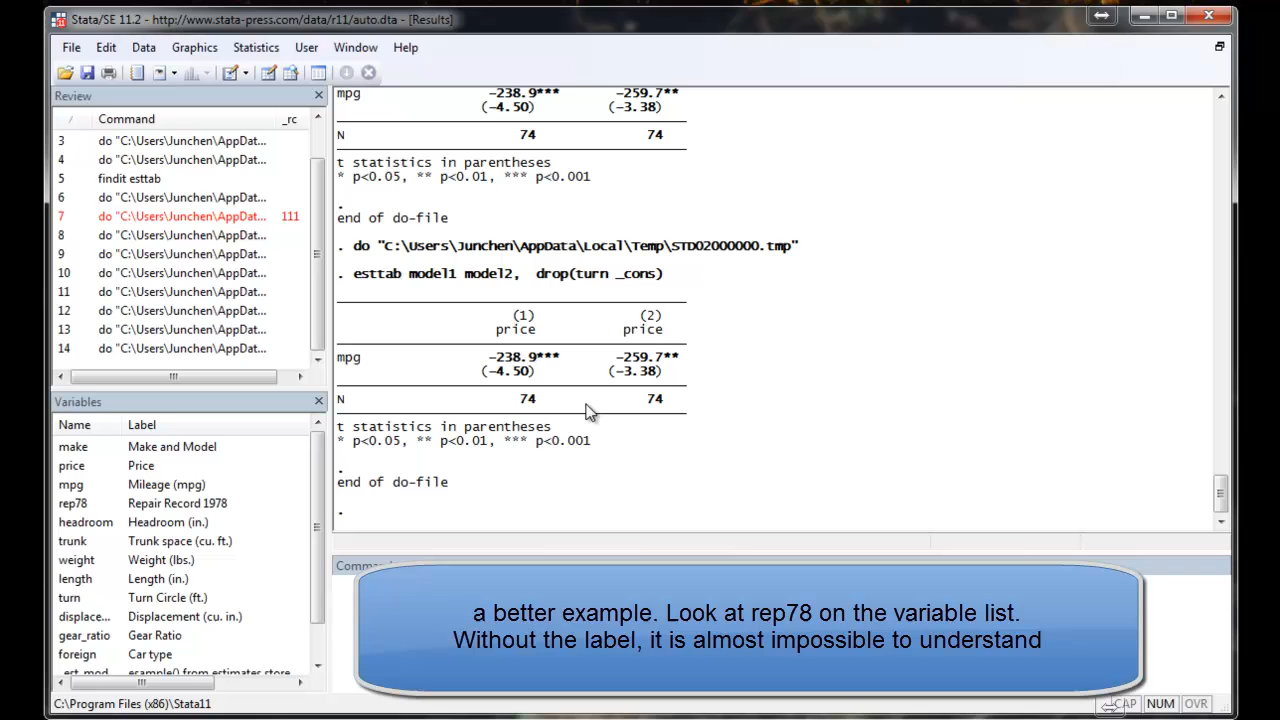 Stata/SE 11.2 - http://www.stata-press.com/data/r11/auto.dta - [Results]
File Edit Data Graphics Statistics User Window Help
Review
/ Command _rc
3 do "C:\Users\Junchen\AppDat...
4 do "C:\Users\Junchen\AppDat...
5 findit esttab
6 do "C:\Users\Junchen\AppDat...
7 do "C:\Users\Junchen\AppDat... 111
8 do "C:\Users\Junchen\AppDat...
9 do "C:\Users\Junchen\AppDat...
10 do "C:\Users\Junchen\AppDat...
11 do "C:\Users\Junchen\AppDat...
12 do "C:\Users\Junchen\AppDat...
13 do "C:\Users\Junchen\AppDat...
14 do "C:\Users\Junchen\AppDat...
Variables
Name Label
make Make and Model
price Price
mpg Mileage (mpg)
rep78 Repair Record 1978
headroom Headroom (in.)
trunk Trunk space (cu. ft.)
weight Weight (lbs.)
length Length (in.)
turn Turn Circle (ft.)
displace... Displacement (cu. in.)
gear_ratio Gear Ratio
foreign Car type
_est_mod... esample() from estimates store
mpg -238.9*** -259.7**
(-4.50) (-3.38)
N 74 74
t statistics in parentheses
* p<0.05, ** p<0.01, *** p<0.001
.
end of do-file
. do "C:\Users\Junchen\AppData\Local\Temp\STD02000000.tmp"
. esttab model1 model2,  drop(turn _cons)
(1) (2)
price price
mpg -238.9*** -259.7**
(-4.50) (-3.38)
N 74 74
t statistics in parentheses
* p<0.05, ** p<0.01, *** p<0.001
.
end of do-file
.
Comm
a better example. Look at rep78 on the variable list.
Without the label, it is almost impossible to understand
C:\Program Files (x86)\Stata11
CAP NUM OVR